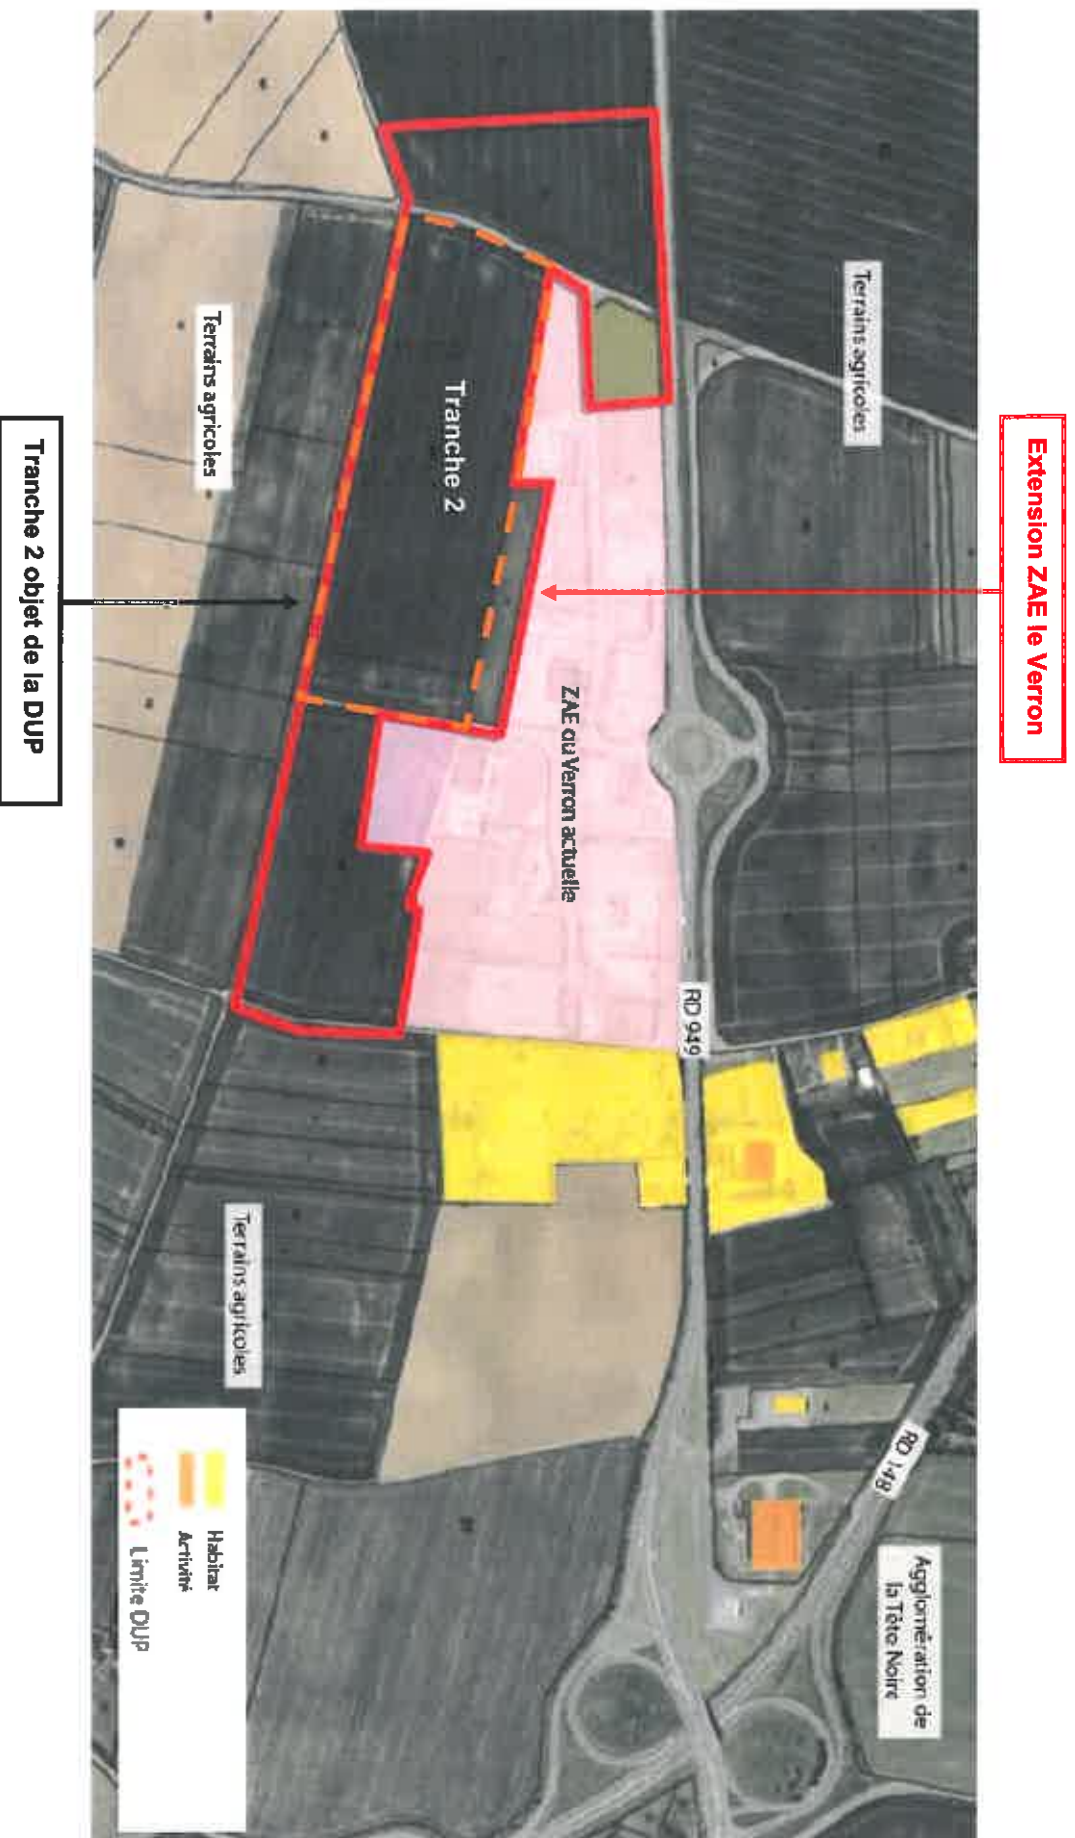 Extension ZAE le Verron
Terrains agricoles
Agglomération de
la Tête Noire
RD 148
RD 949
ZAE du Verron actuelle
Tranche 2
Terrains agricoles
Terrains agricoles
Habitat
Activité
Limite DUP
Tranche 2 objet de la DUP